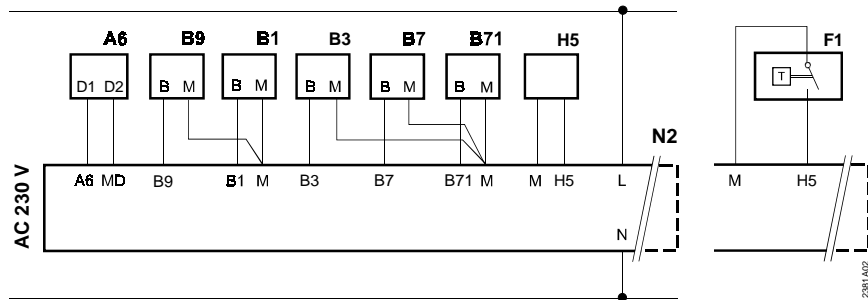 A6 B9 B1 B3 B7 B71 H5 F1
D1 D2 B M B M B M B M B M T
N2
A6 MD B9 B1 M B3 B7 B71 M M H5 L M H5
AC 230 V
N
2391A02